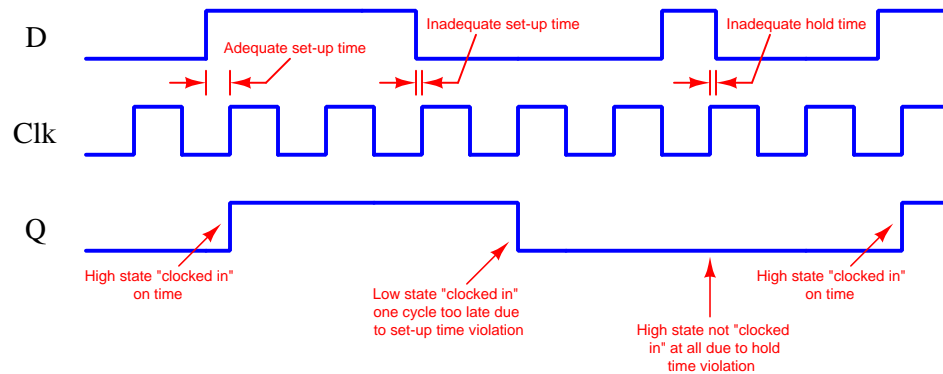 D
Adequate set-up time
Inadequate set-up time
Inadequate hold time
Clk
Q
High state "clocked in"
on time
Low state "clocked in"
one cycle too late due
to set-up time violation
High state not "clocked
in" at all due to hold
time violation
High state "clocked in"
on time